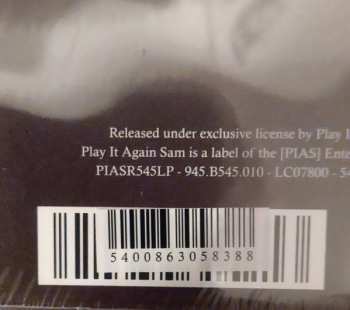 Released under exclusive license by Play I
Play It Again Sam is a label of the [PIAS] Ente
PIASR545LP - 945.B545.010 - LC07800 - 54
5400863058388